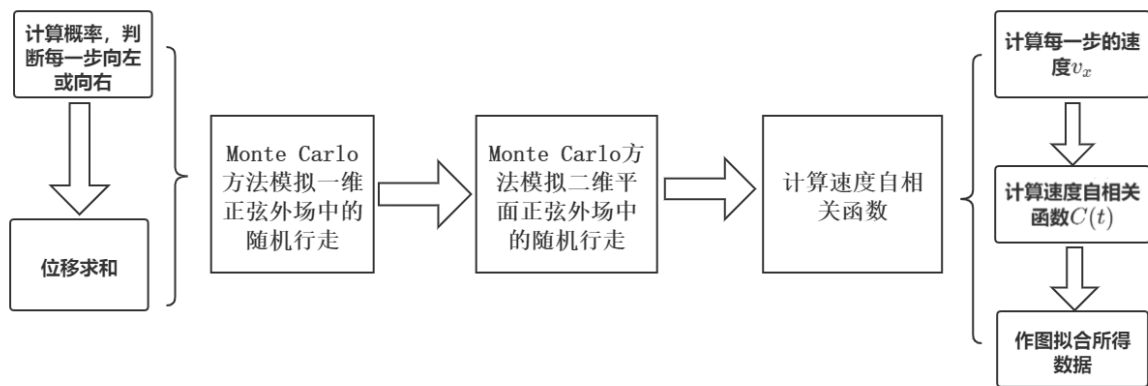 计算概率，判
断每一步向左
或向右
位移求和
Monte Carlo
方法模拟一维
正弦外场中的
随机行走
Monte Carlo方
法模拟二维平
面正弦外场中
的随机行走
计算速度自相
关函数
计算每一步的速
度$v_x$
计算速度自相关
函数$C(t)$
作图拟合所得
数据